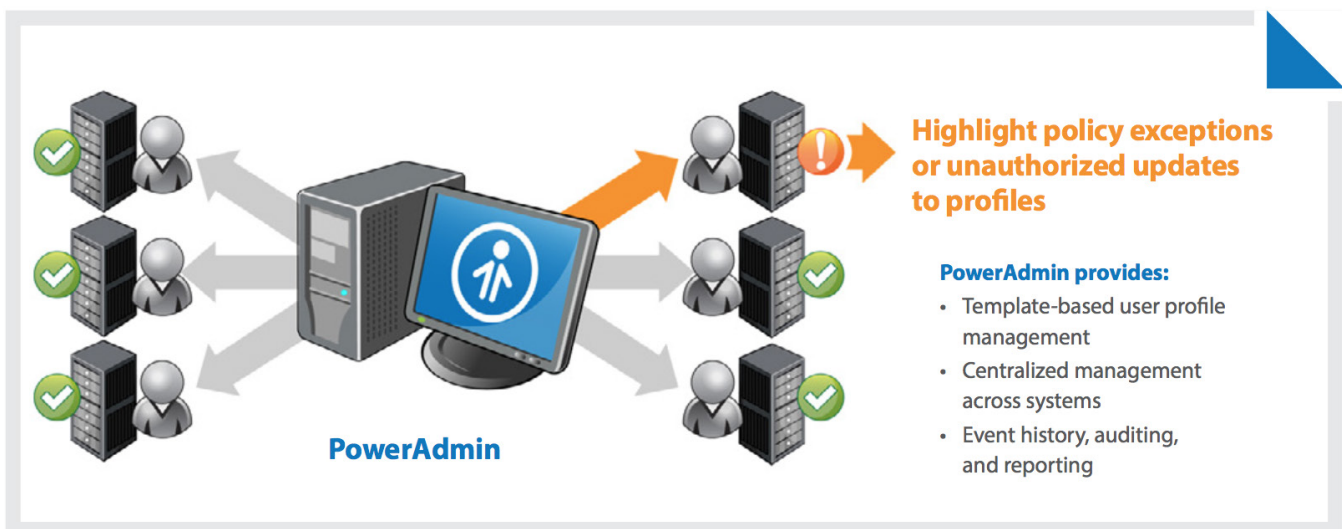 Highlight policy exceptions
or unauthorized updates
to profiles
PowerAdmin provides:
• Template-based user profile
management
• Centralized management
across systems
• Event history, auditing,
and reporting
PowerAdmin